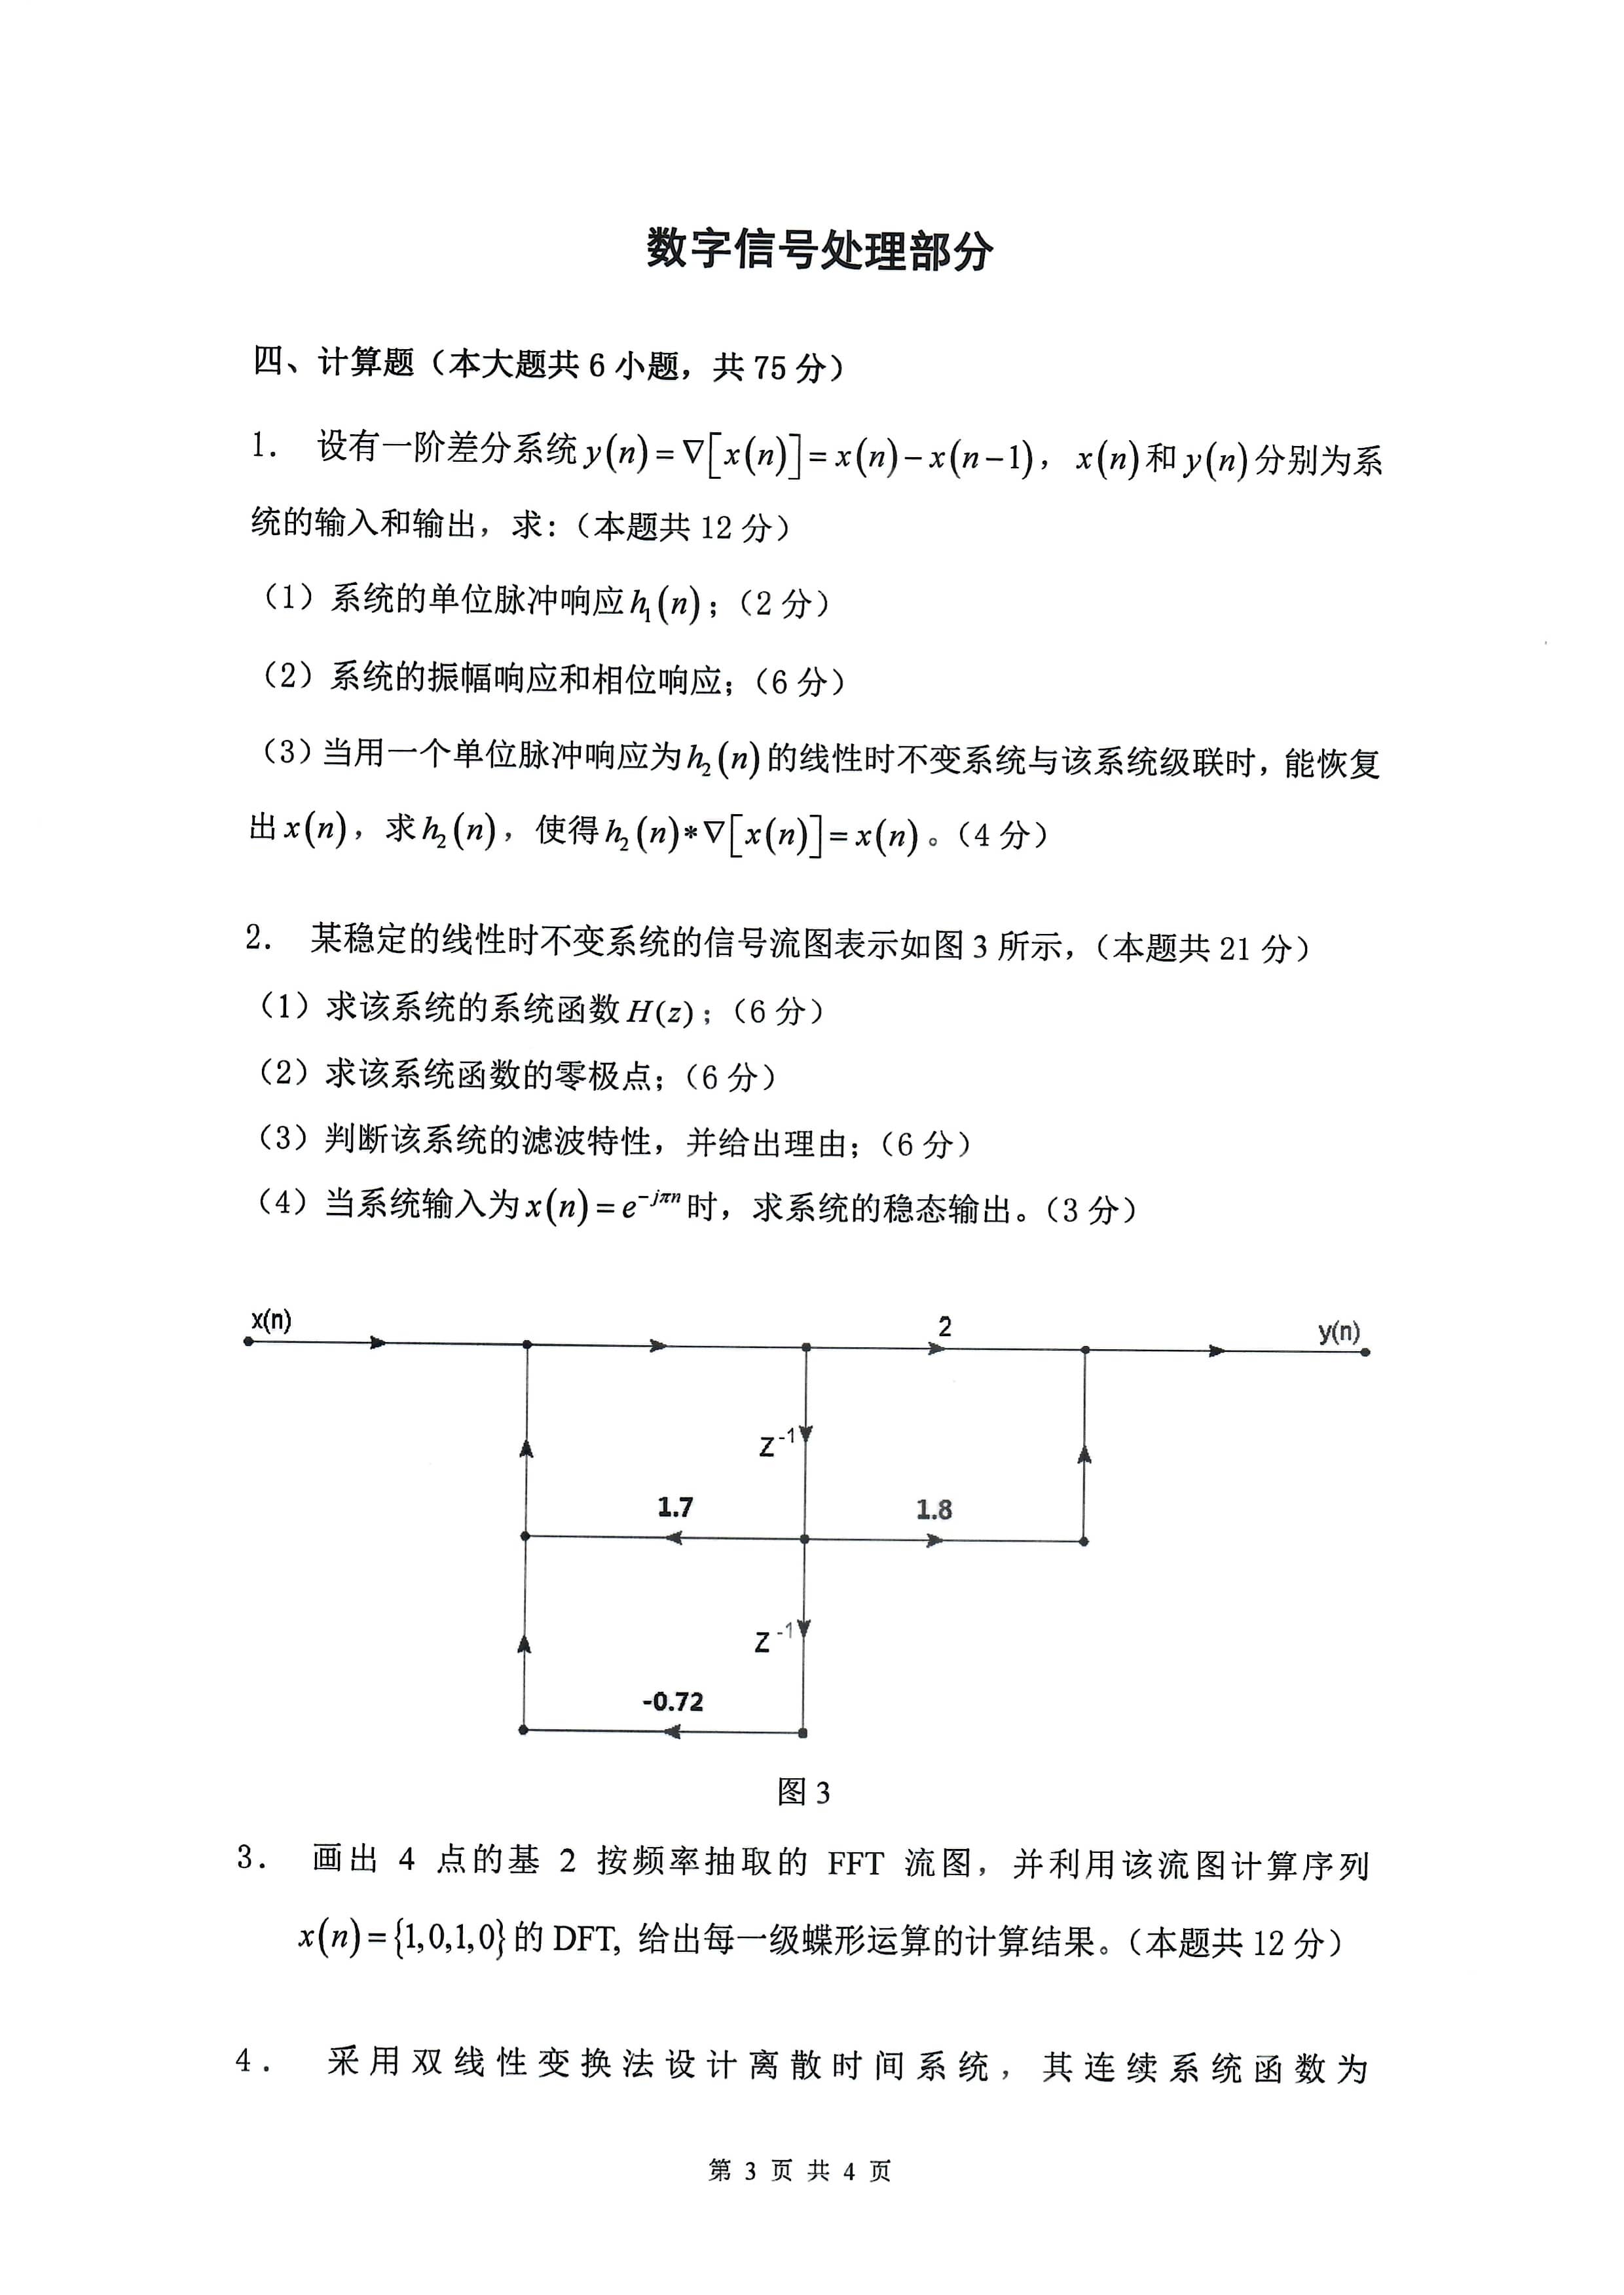 数字信号处理部分
四、计算题（本大题共 6 小题，共 75 分）
1. 设有一阶差分系统 y(n)=∇[x(n)]=x(n)−x(n−1)， x(n)和 y(n)分别为系
统的输入和输出，求：（本题共 12 分）
（1）系统的单位脉冲响应 h₁(n)；（2 分）
（2）系统的振幅响应和相位响应；（6 分）
（3）当用一个单位脉冲响应为 h₂(n) 的线性时不变系统与该系统级联时，能恢复
出 x(n)，求 h₂(n)，使得 h₂(n)*∇[x(n)]=x(n)。（4 分）
2. 某稳定的线性时不变系统的信号流图表示如图 3 所示，（本题共 21 分）
（1）求该系统的系统函数 H(z)；（6 分）
（2）求该系统函数的零极点；（6 分）
（3）判断该系统的滤波特性，并给出理由；（6 分）
（4）当系统输入为 x(n)=e^{-jπn} 时，求系统的稳态输出。（3 分）
x(n)
2
y(n)
z⁻¹
1.7
1.8
z⁻¹
-0.72
图 3
3. 画出 4 点的基 2 按频率抽取的 FFT 流图，并利用该流图计算序列
x(n)={1,0,1,0} 的 DFT, 给出每一级蝶形运算的计算结果。（本题共 12 分）
4. 采用双线性变换法设计离散时间系统，其连续系统函数为
第 3 页 共 4 页